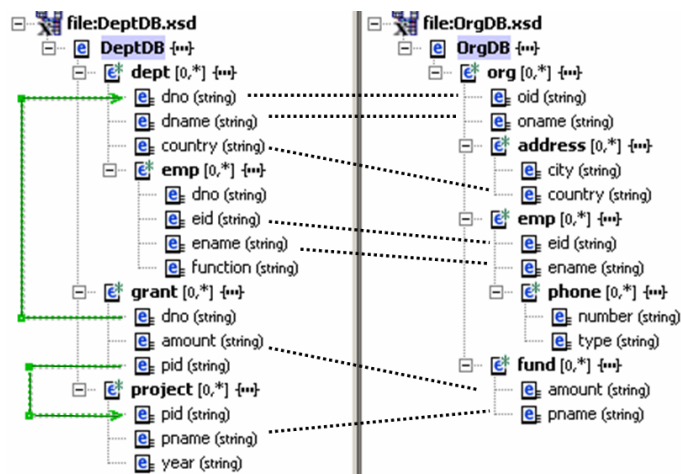 file:DeptDB.xsd
DeptDB
dept [0,*]
dno (string)
dname (string)
country (string)
emp [0,*]
dno (string)
eid (string)
ename (string)
function (string)
grant [0,*]
dno (string)
amount (string)
pid (string)
project [0,*]
pid (string)
pname (string)
year (string)
file:OrgDB.xsd
OrgDB
org [0,*]
oid (string)
oname (string)
address [0,*]
city (string)
country (string)
emp [0,*]
eid (string)
ename (string)
phone [0,*]
number (string)
type (string)
fund [0,*]
amount (string)
pname (string)